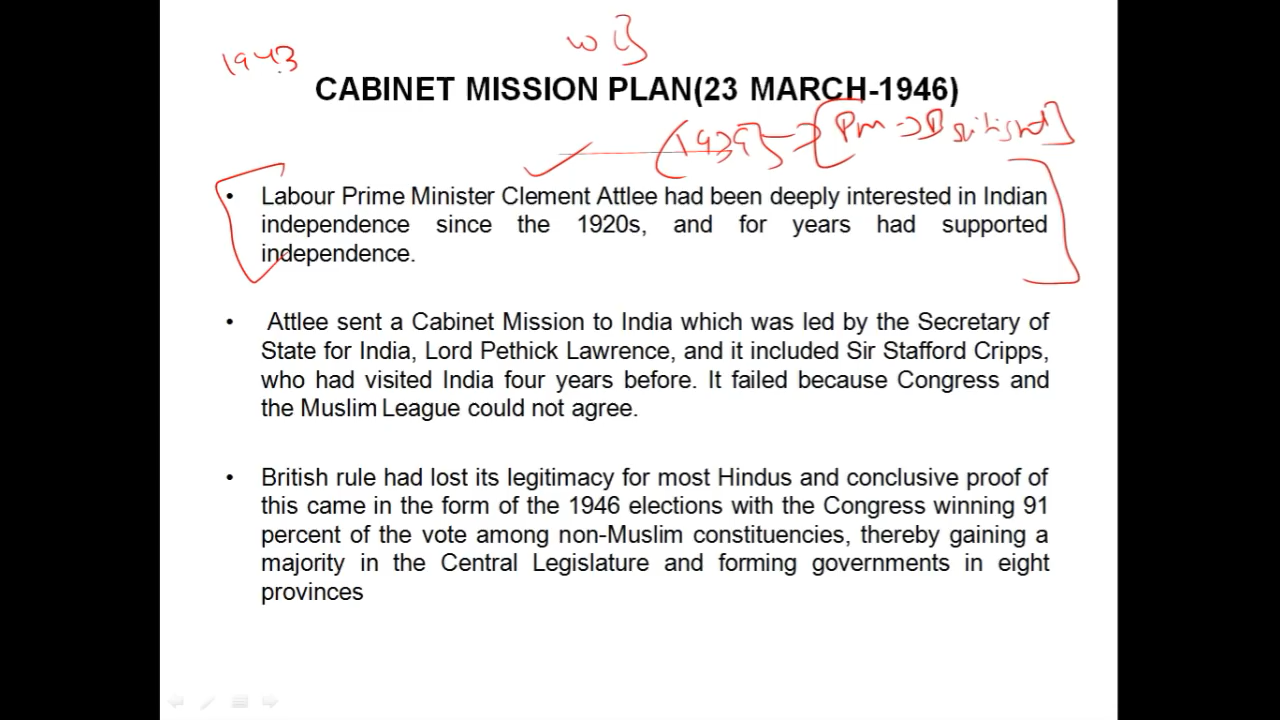 1943
CABINET MISSION PLAN(23 MARCH-1946)
• Labour Prime Minister Clement Attlee had been deeply interested in Indian
independence since the 1920s, and for years had supported
independence.
• Attlee sent a Cabinet Mission to India which was led by the Secretary of
State for India, Lord Pethick Lawrence, and it included Sir Stafford Cripps,
who had visited India four years before. It failed because Congress and
the Muslim League could not agree.
• British rule had lost its legitimacy for most Hindus and conclusive proof of
this came in the form of the 1946 elections with the Congress winning 91
percent of the vote among non-Muslim constituencies, thereby gaining a
majority in the Central Legislature and forming governments in eight
provinces